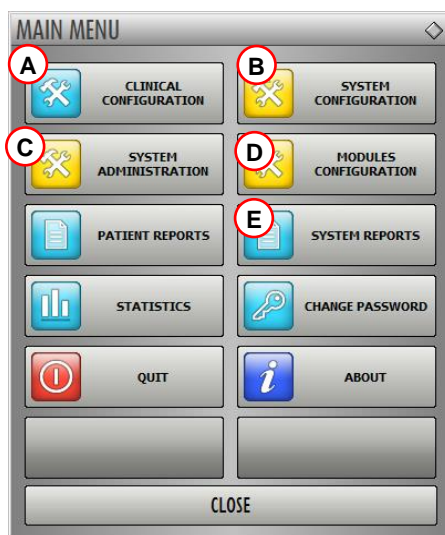 MAIN MENU
A
CLINICAL
CONFIGURATION
B
SYSTEM
CONFIGURATION
C
SYSTEM
ADMINISTRATION
D
MODULES
CONFIGURATION
PATIENT REPORTS
E
SYSTEM REPORTS
STATISTICS
CHANGE PASSWORD
QUIT
i
ABOUT
CLOSE